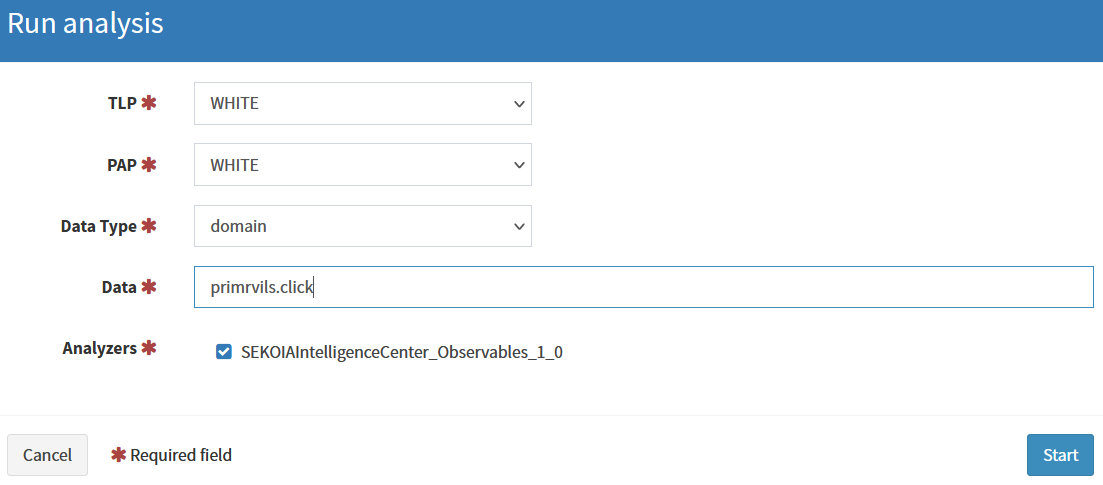 Run analysis
TLP ✱ WHITE
PAP ✱ WHITE
Data Type ✱ domain
Data ✱ primrvils.click
Analyzers ✱ SEKOIAIntelligenceCenter_Observables_1_0
Cancel ✱ Required field Start